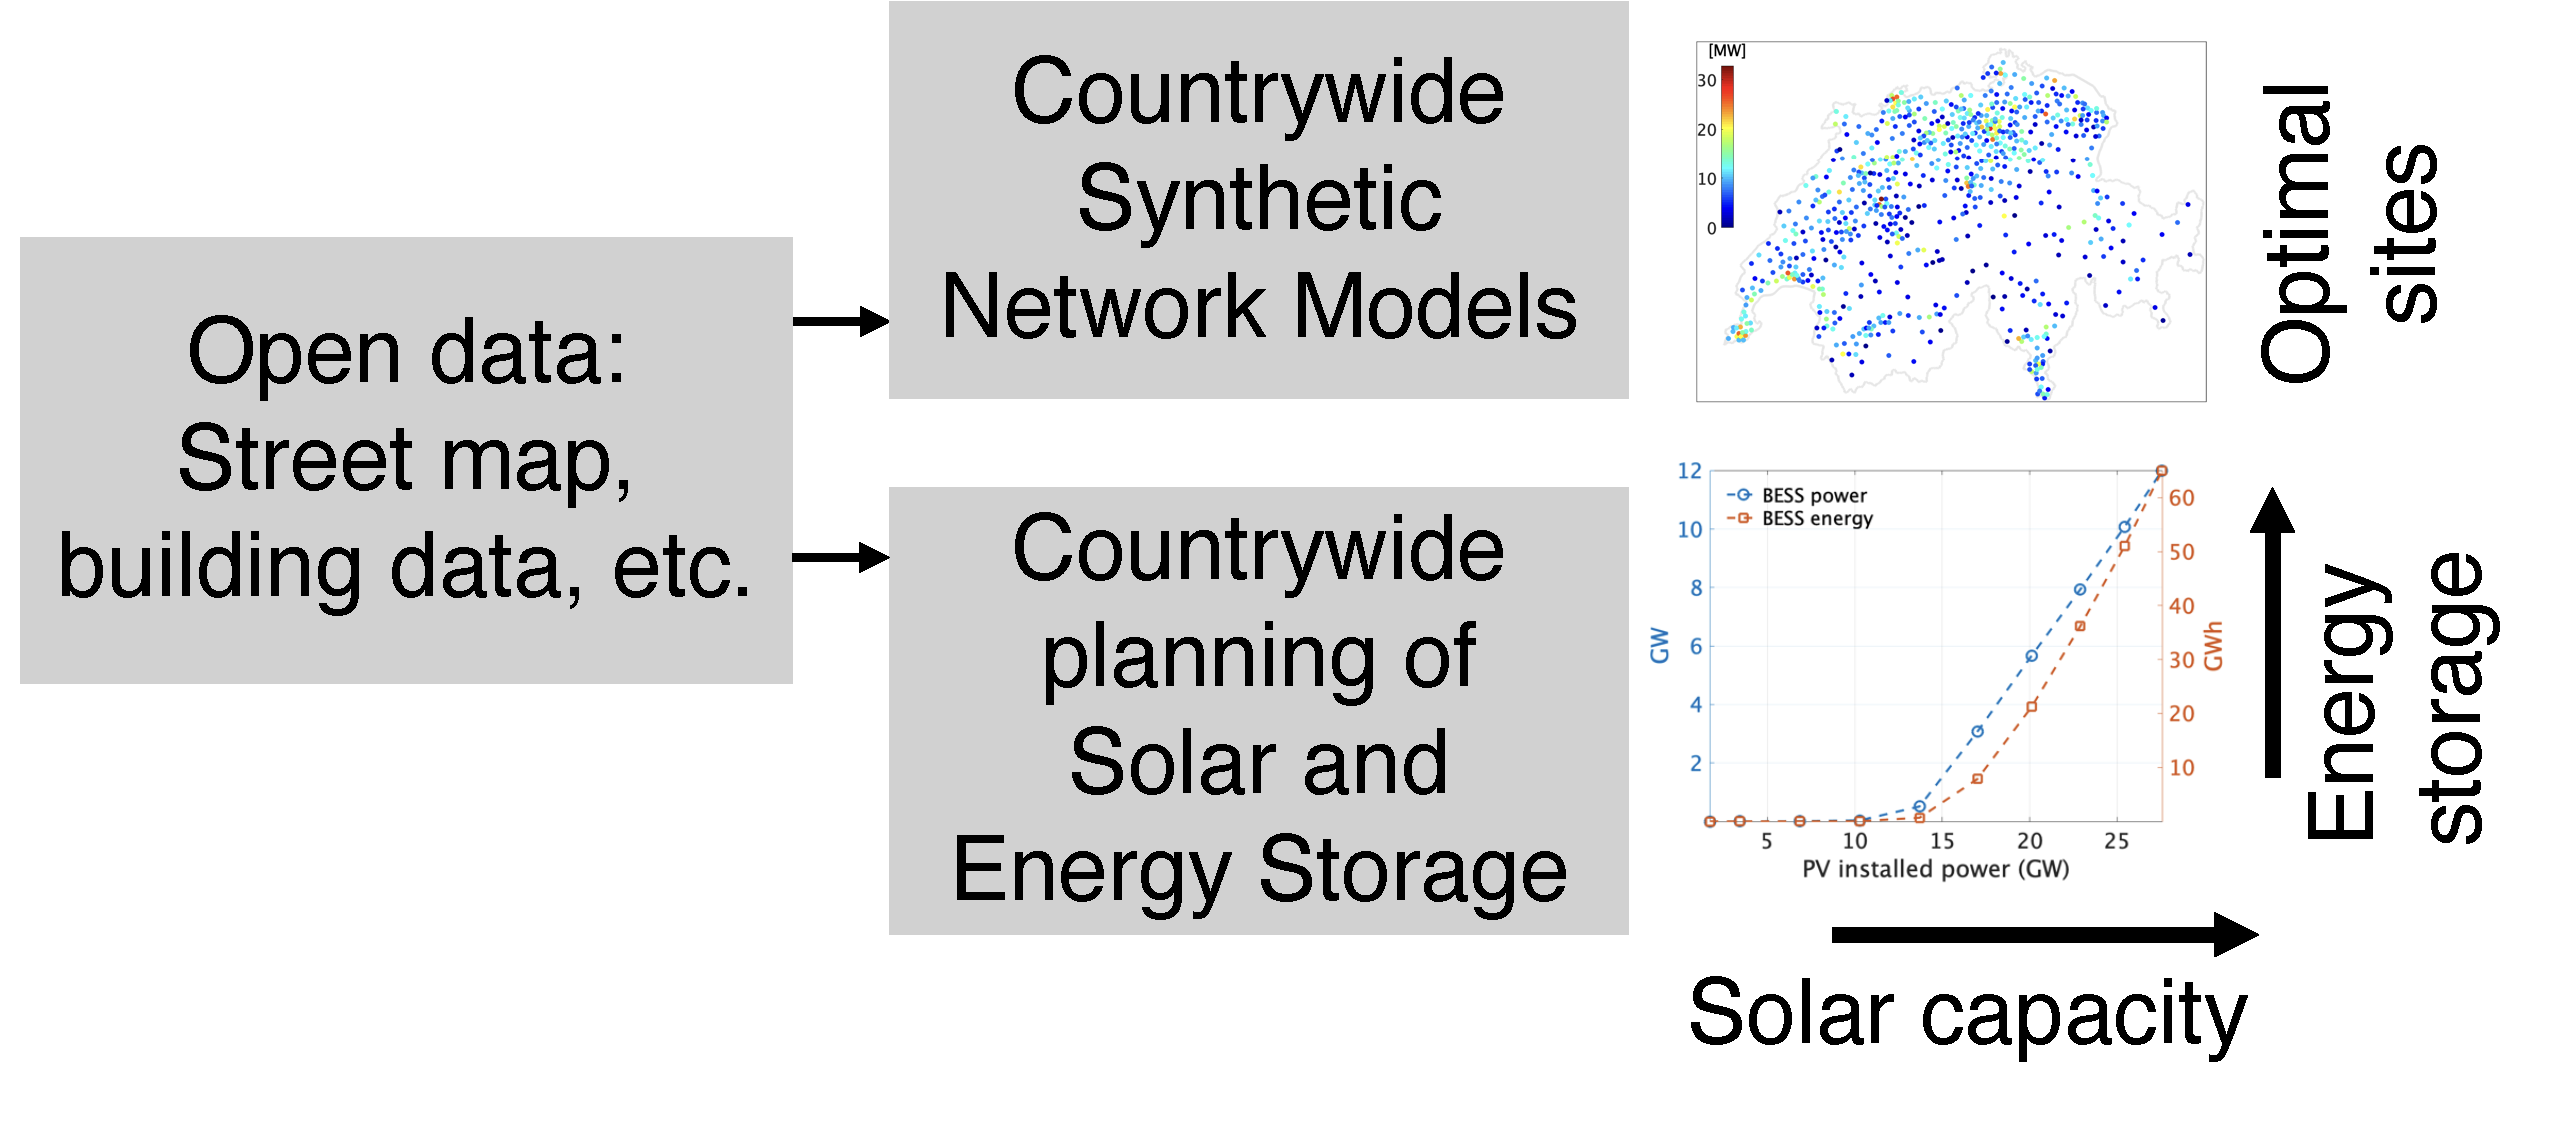 Open data:
Street map,
building data, etc.
Countrywide
Synthetic
Network Models
Countrywide
planning of
Solar and
Energy Storage
[MW]
30
20
10
0
Optimal
sites
12
10
8
6
4
2
GW
BESS power
BESS energy
60
50
40
30
20
10
GWh
5
10
15
20
25
PV installed power (GW)
Energy
storage
Solar capacity